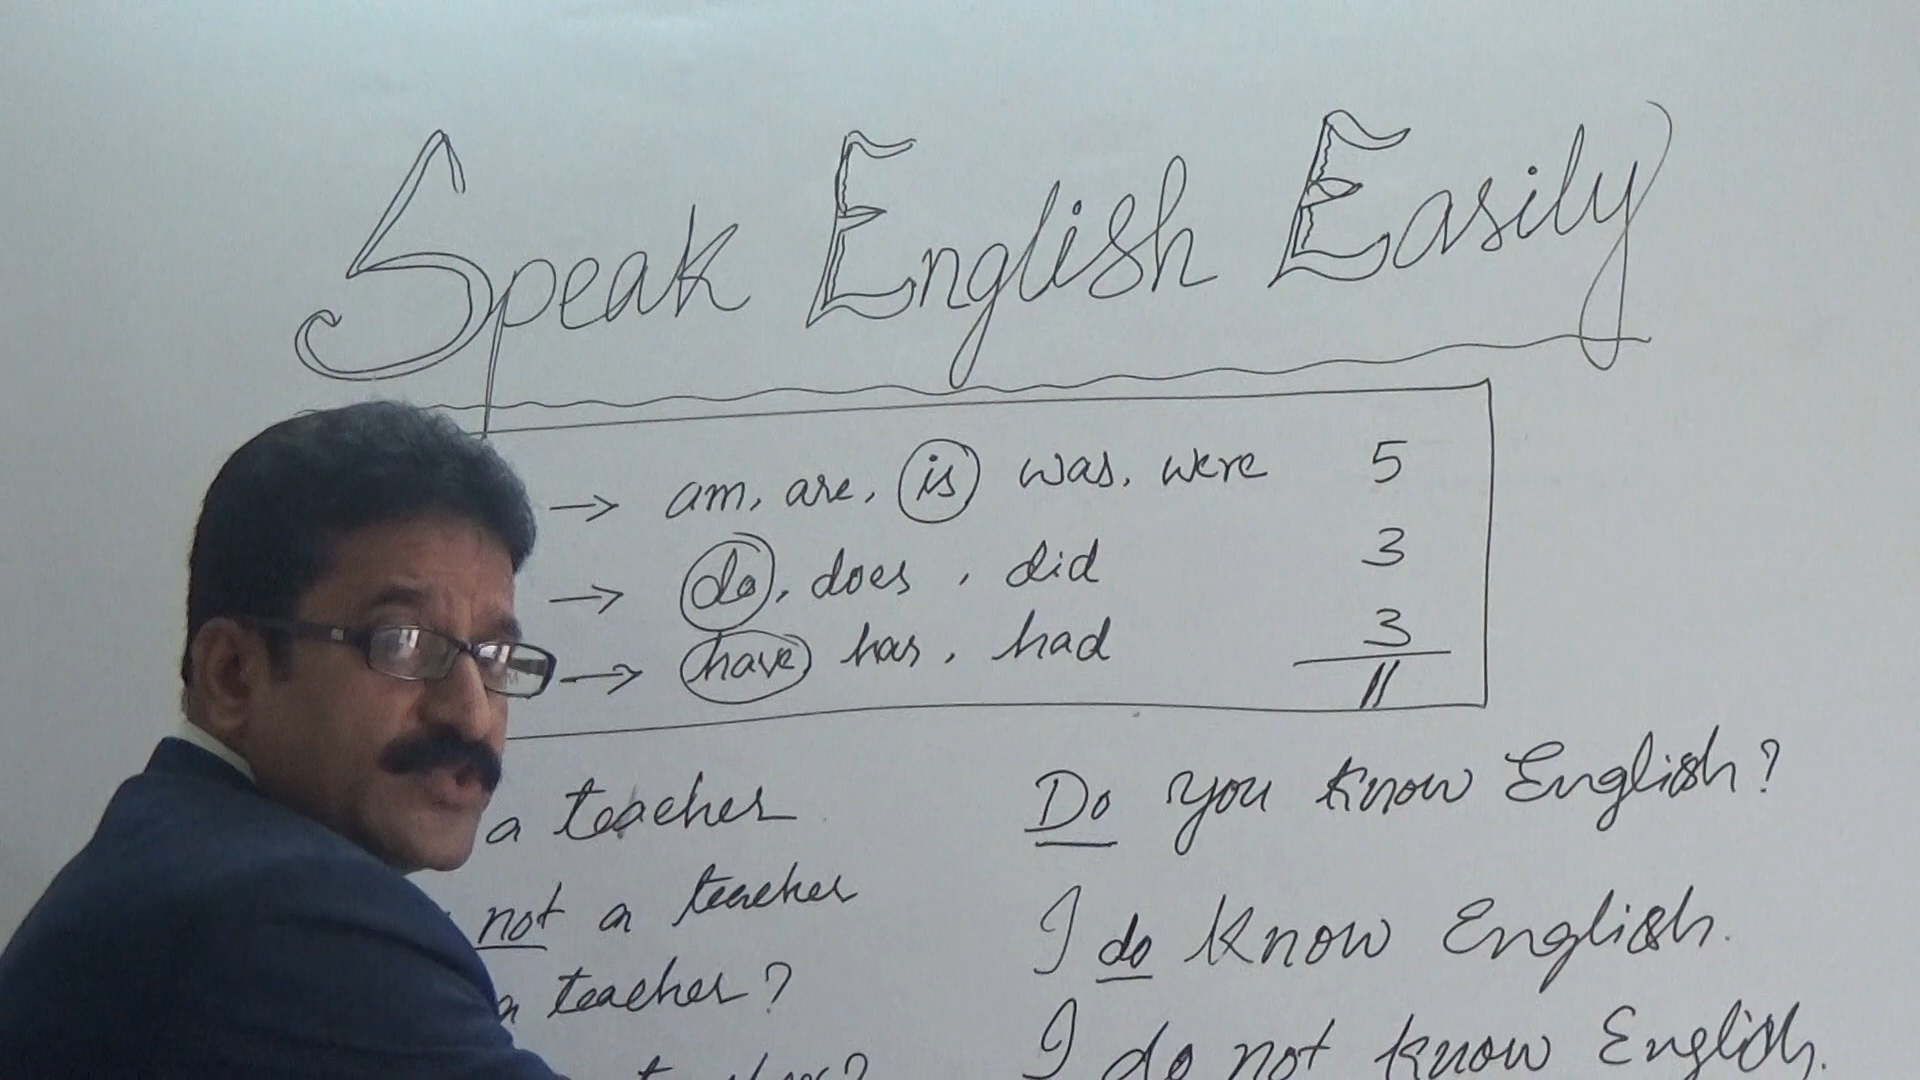 Speak English Easily
→ am, are, is was, were 5
→ do, does, did 3
→ have has, had 3
11
a teacher
not a teacher
a teacher?
Do you know English?
I do know English.
I do not know English.